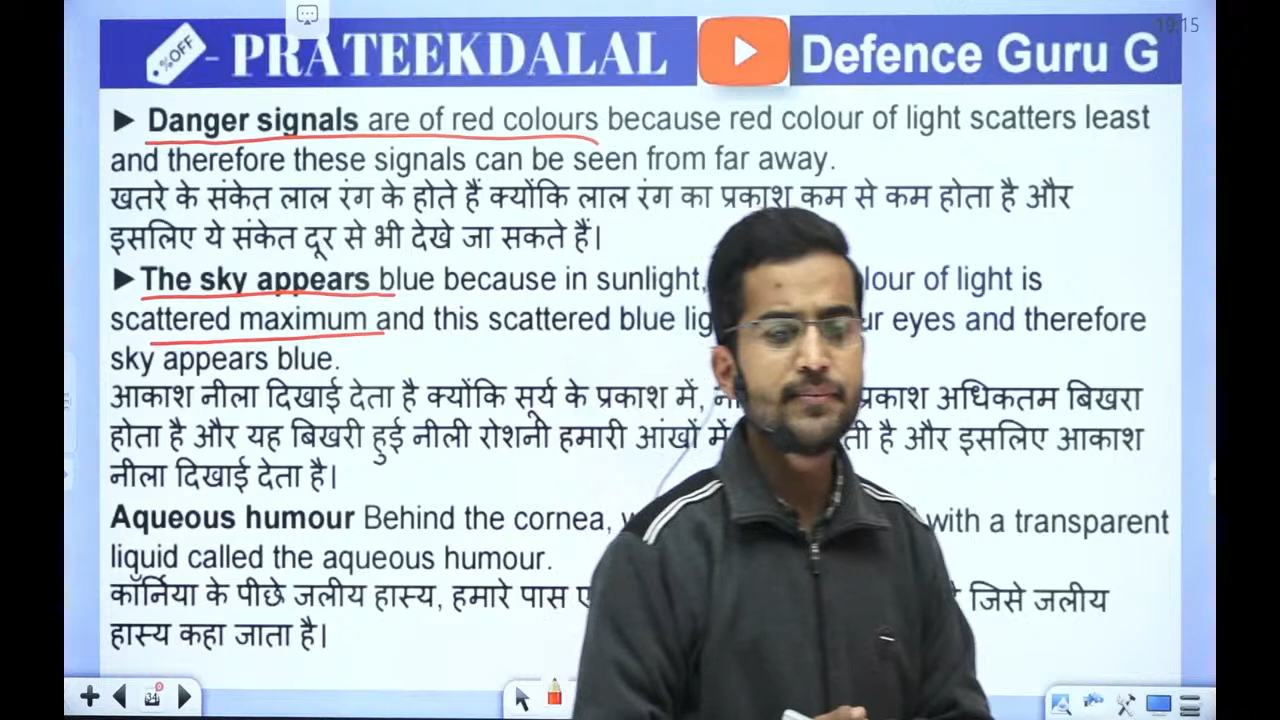 19:15
%OFF - PRATEEKDALAL Defence Guru G
► Danger signals are of red colours because red colour of light scatters least
and therefore these signals can be seen from far away.
खतरे के संकेत लाल रंग के होते हैं क्योंकि लाल रंग का प्रकाश कम से कम होता है और
इसलिए ये संकेत दूर से भी देखे जा सकते हैं।
►The sky appears blue because in sunlight, lour of light is
scattered maximum and this scattered blue lig ur eyes and therefore
sky appears blue.
आकाश नीला दिखाई देता है क्योंकि सूर्य के प्रकाश में, प्रकाश अधिकतम बिखरा
होता है और यह बिखरी हुई नीली रोशनी हमारी आंखों में ती है और इसलिए आकाश
नीला दिखाई देता है।
Aqueous humour Behind the cornea, with a transparent
liquid called the aqueous humour.
कॉर्निया के पीछे जलीय हास्य, हमारे पास जिसे जलीय
हास्य कहा जाता है।
34